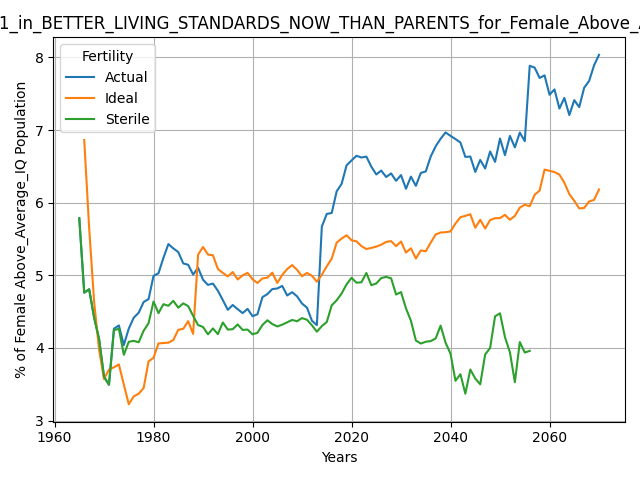 1_in_BETTER_LIVING_STANDARDS_NOW_THAN_PARENTS_for_Female_Above_
Fertility
Actual
Ideal
Sterile
% of Female Above_Average_IQ Population
8
7
6
5
4
3
1960
1980
2000
2020
2040
2060
Years